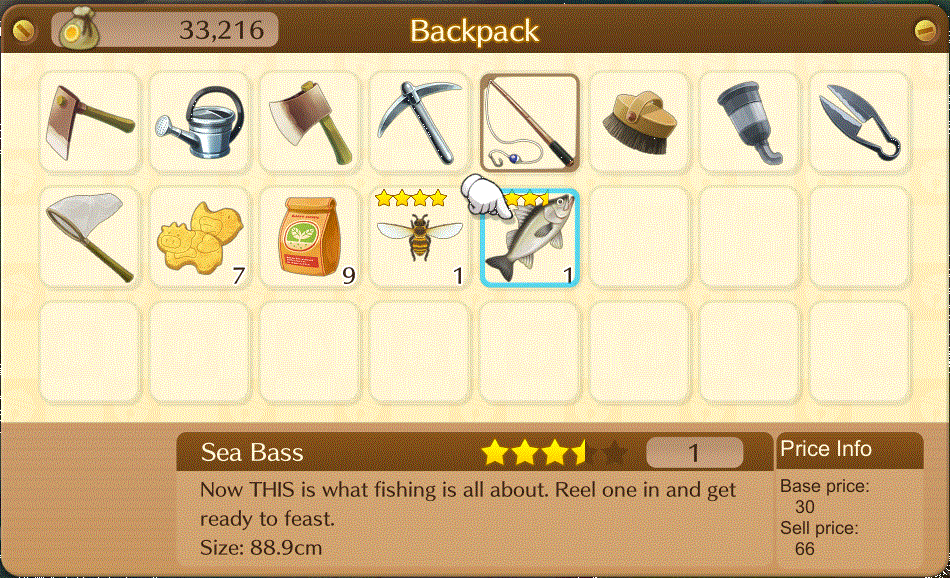 33,216
Backpack
7
9
1
1
Sea Bass
1
Now THIS is what fishing is all about. Reel one in and get
ready to feast.
Size: 88.9cm
Price Info
Base price:
30
Sell price:
66